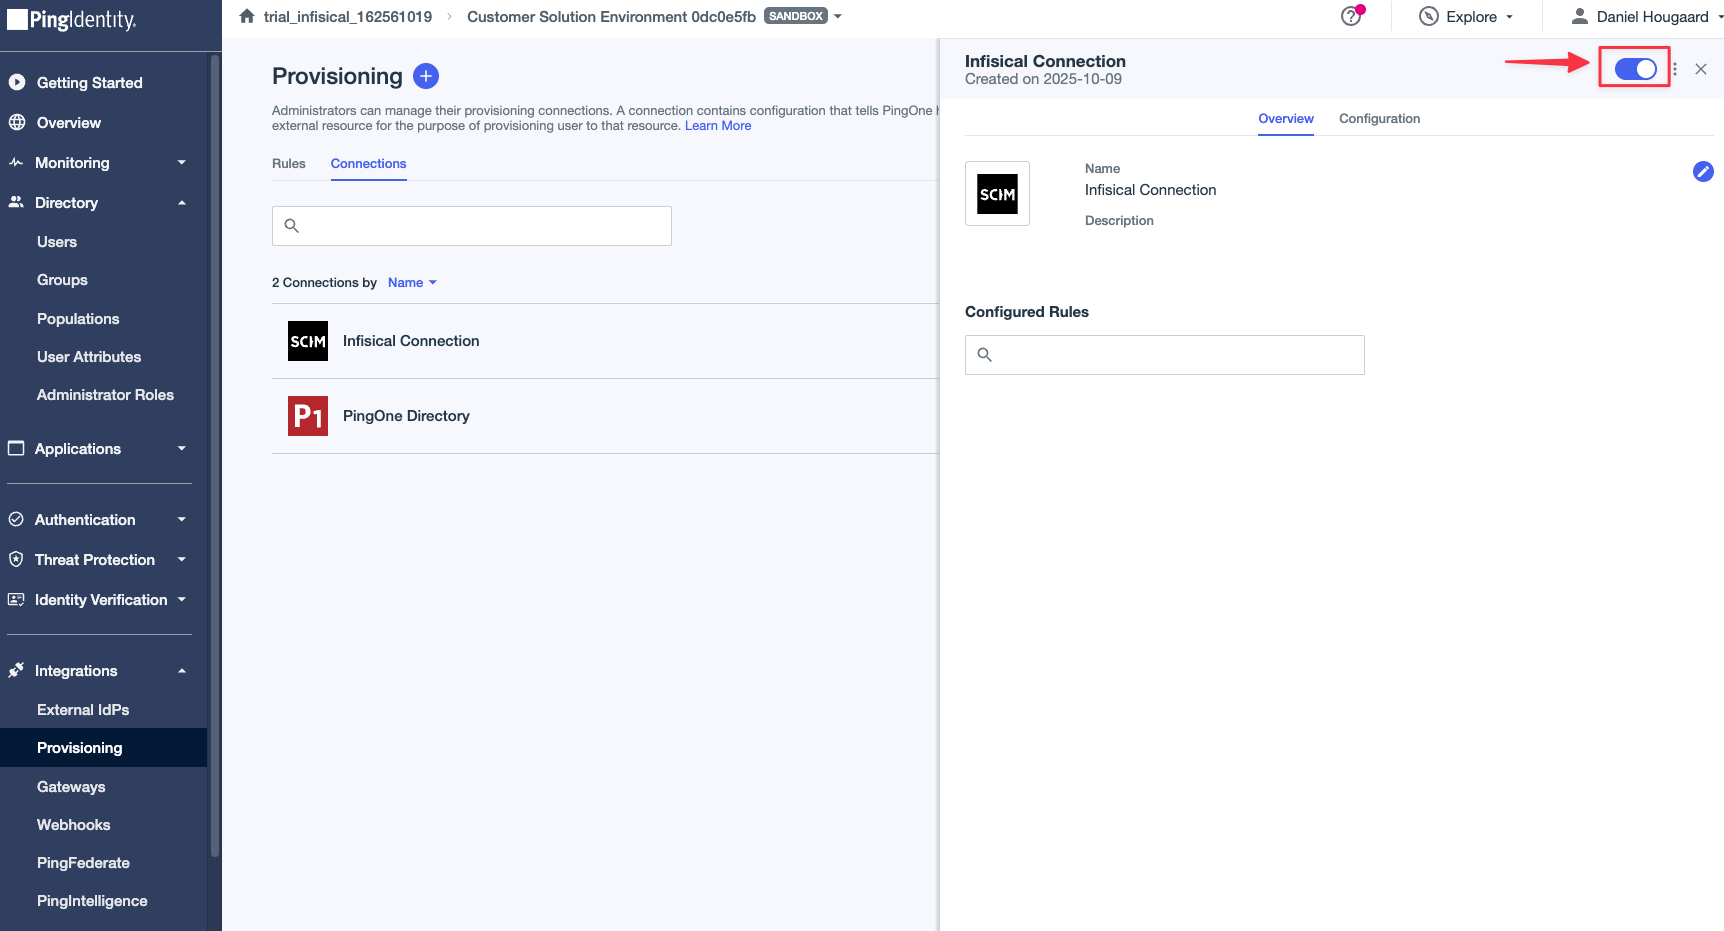 PingIdentity.
trial_infisical_162561019
Customer Solution Environment 0dc0e5fb
SANDBOX
Explore
Daniel Hougaard
Getting Started
Overview
Monitoring
Directory
Users
Groups
Populations
User Attributes
Administrator Roles
Applications
Authentication
Threat Protection
Identity Verification
Integrations
External IdPs
Provisioning
Gateways
Webhooks
PingFederate
PingIntelligence
Provisioning
Administrators can manage their provisioning connections. A connection contains configuration that tells PingOne
external resource for the purpose of provisioning user to that resource. Learn More
Rules
Connections
2 Connections by Name
SCIM
Infisical Connection
P1
PingOne Directory
Infisical Connection
Created on 2025-10-09
Overview
Configuration
SCIM
Name
Infisical Connection
Description
Configured Rules